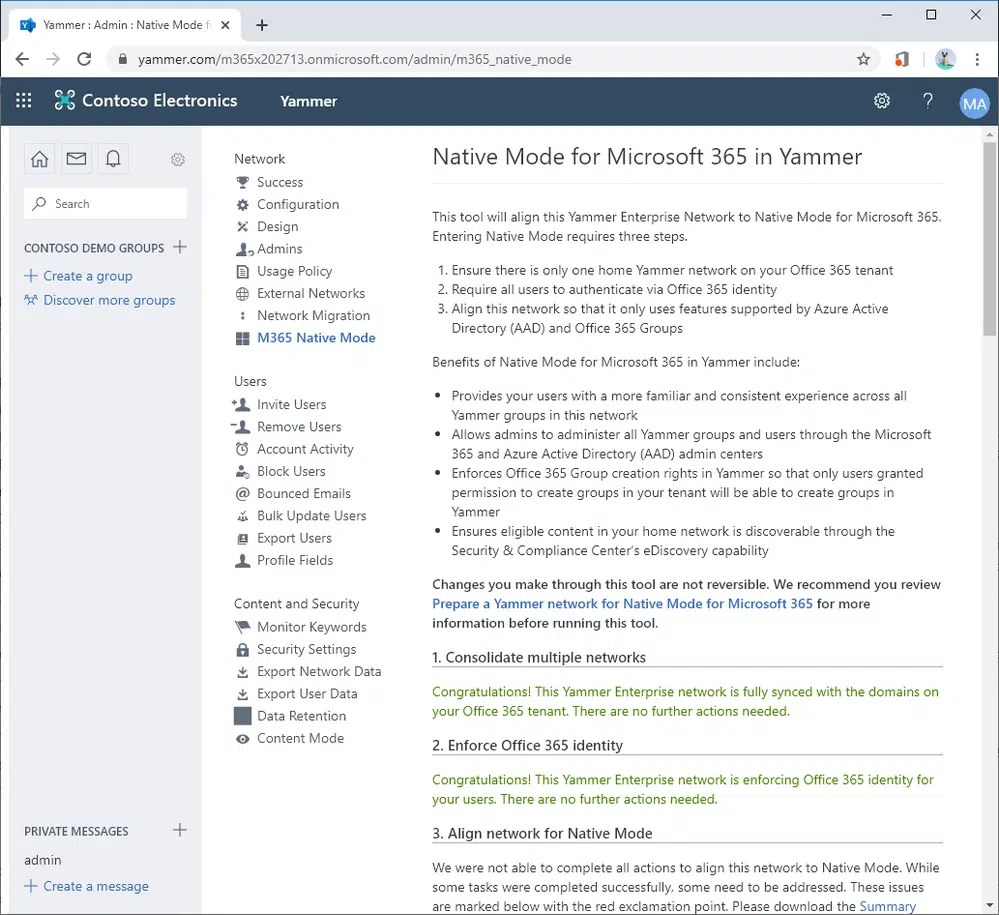 Yammer : Admin : Native Mode f
yammer.com/m365x202713.onmicrosoft.com/admin/m365_native_mode
Contoso Electronics
Yammer
?
MA
Search
CONTOSO DEMO GROUPS
Create a group
Discover more groups
PRIVATE MESSAGES
admin
Create a message
Network
Success
Configuration
Design
Admins
Usage Policy
External Networks
Network Migration
M365 Native Mode
Users
Invite Users
Remove Users
Account Activity
Block Users
Bounced Emails
Bulk Update Users
Export Users
Profile Fields
Content and Security
Monitor Keywords
Security Settings
Export Network Data
Export User Data
Data Retention
Content Mode
Native Mode for Microsoft 365 in Yammer
This tool will align this Yammer Enterprise Network to Native Mode for Microsoft 365.
Entering Native Mode requires three steps.
1. Ensure there is only one home Yammer network on your Office 365 tenant
2. Require all users to authenticate via Office 365 identity
3. Align this network so that it only uses features supported by Azure Active
Directory (AAD) and Office 365 Groups
Benefits of Native Mode for Microsoft 365 in Yammer include:
• Provides your users with a more familiar and consistent experience across all
Yammer groups in this network
• Allows admins to administer all Yammer groups and users through the Microsoft
365 and Azure Active Directory (AAD) admin centers
• Enforces Office 365 Group creation rights in Yammer so that only users granted
permission to create groups in your tenant will be able to create groups in
Yammer
• Ensures eligible content in your home network is discoverable through the
Security & Compliance Center's eDiscovery capability
Changes you make through this tool are not reversible. We recommend you review
Prepare a Yammer network for Native Mode for Microsoft 365 for more
information before running this tool.
1. Consolidate multiple networks
Congratulations! This Yammer Enterprise network is fully synced with the domains on
your Office 365 tenant. There are no further actions needed.
2. Enforce Office 365 identity
Congratulations! This Yammer Enterprise network is enforcing Office 365 identity for
your users. There are no further actions needed.
3. Align network for Native Mode
We were not able to complete all actions to align this network to Native Mode. While
some tasks were completed successfully, some need to be addressed. These issues
are marked below with the red exclamation point. Please download the Summary